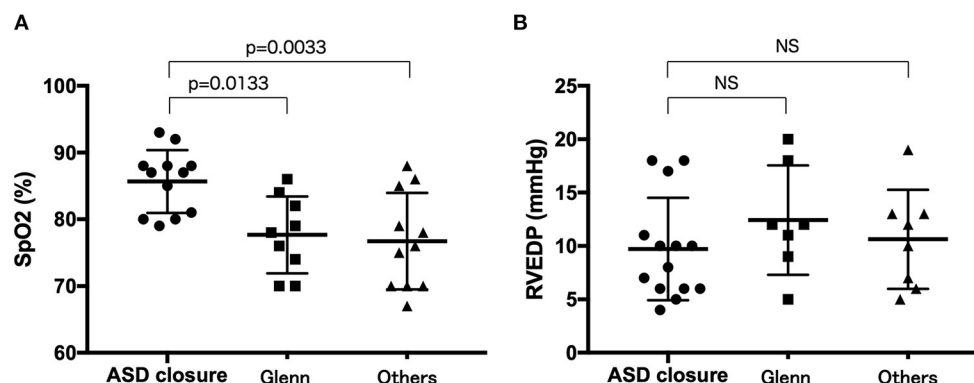 A
p=0.0033
p=0.0133
100
90
80
70
60
SpO2 (%)
ASD closure
Glenn
Others
B
NS
NS
25
20
15
10
5
0
RVEDP (mmHg)
ASD closure
Glenn
Others